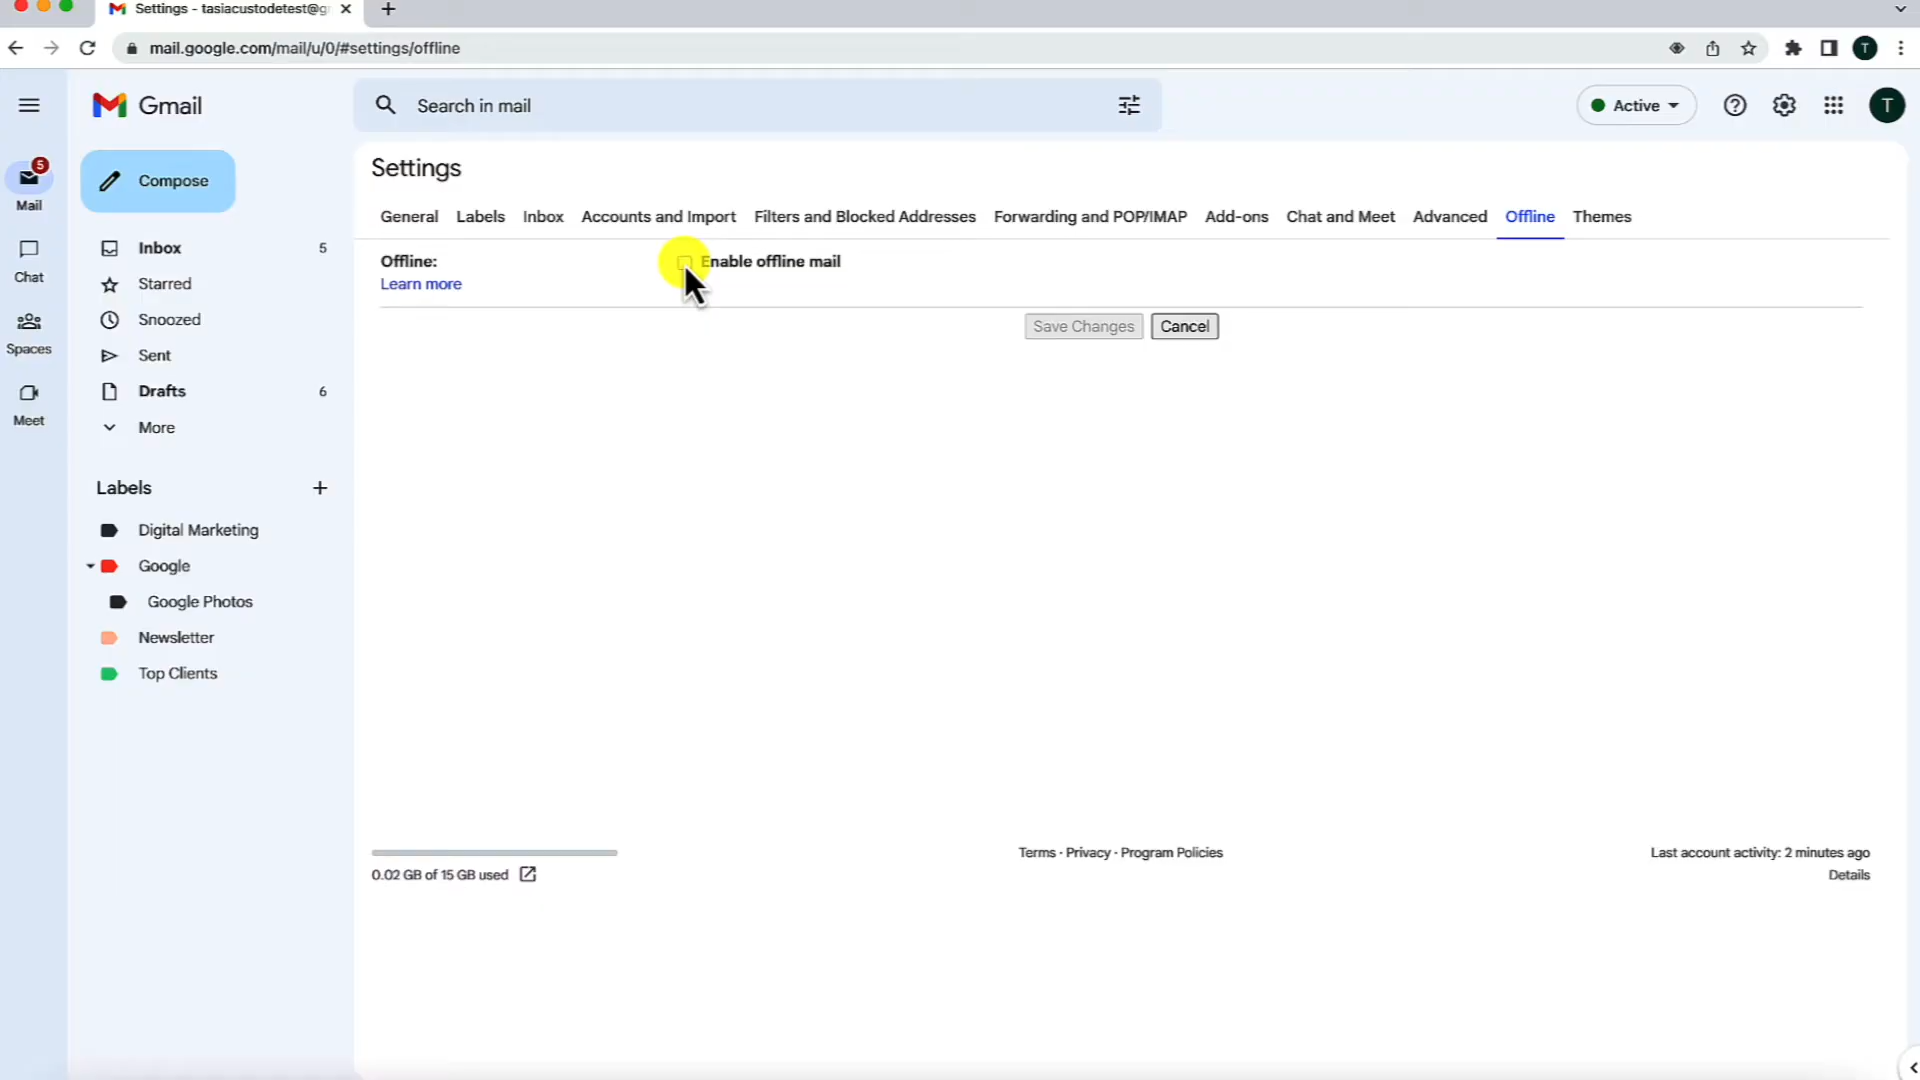 Settings - tasiacustodetest@g
mail.google.com/mail/u/0/#settings/offline
T
Gmail
Search in mail
Active
T
5
Mail
Chat
Spaces
Meet
Compose
Inbox 5
Starred
Snoozed
Sent
Drafts 6
More
Labels
Digital Marketing
Google
Google Photos
Newsletter
Top Clients
Settings
General Labels Inbox Accounts and Import Filters and Blocked Addresses Forwarding and POP/IMAP Add-ons Chat and Meet Advanced Offline Themes
Offline: Enable offline mail
Learn more
Save Changes Cancel
0.02 GB of 15 GB used
Terms · Privacy · Program Policies
Last account activity: 2 minutes ago
Details